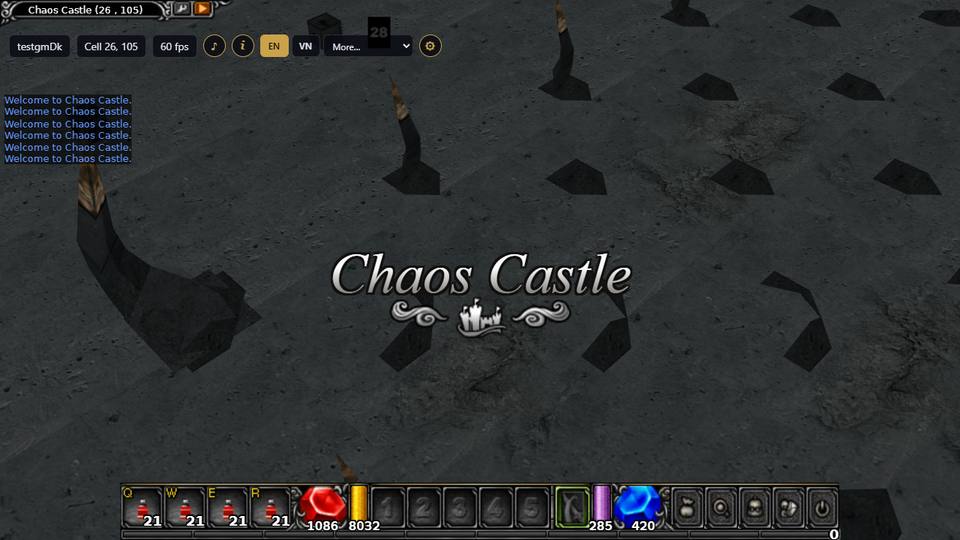 Chaos Castle (26 , 105)
testgmDk
Cell 26, 105
60 fps
i
EN
VN
More...
28
Welcome to Chaos Castle.
Welcome to Chaos Castle.
Welcome to Chaos Castle.
Welcome to Chaos Castle.
Welcome to Chaos Castle.
Welcome to Chaos Castle.
Chaos Castle
Q
W
E
R
21
21
21
21
1086
8032
1
2
3
4
5
285
420
0